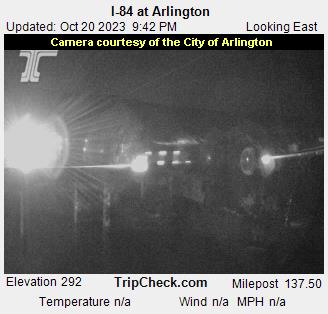 I-84 at Arlington
Updated: Oct 20 2023 9:42 PM Looking East
Camera courtesy of the City of Arlington
Elevation 292 TripCheck.com Milepost 137.50
Temperature n/a Wind n/a MPH n/a